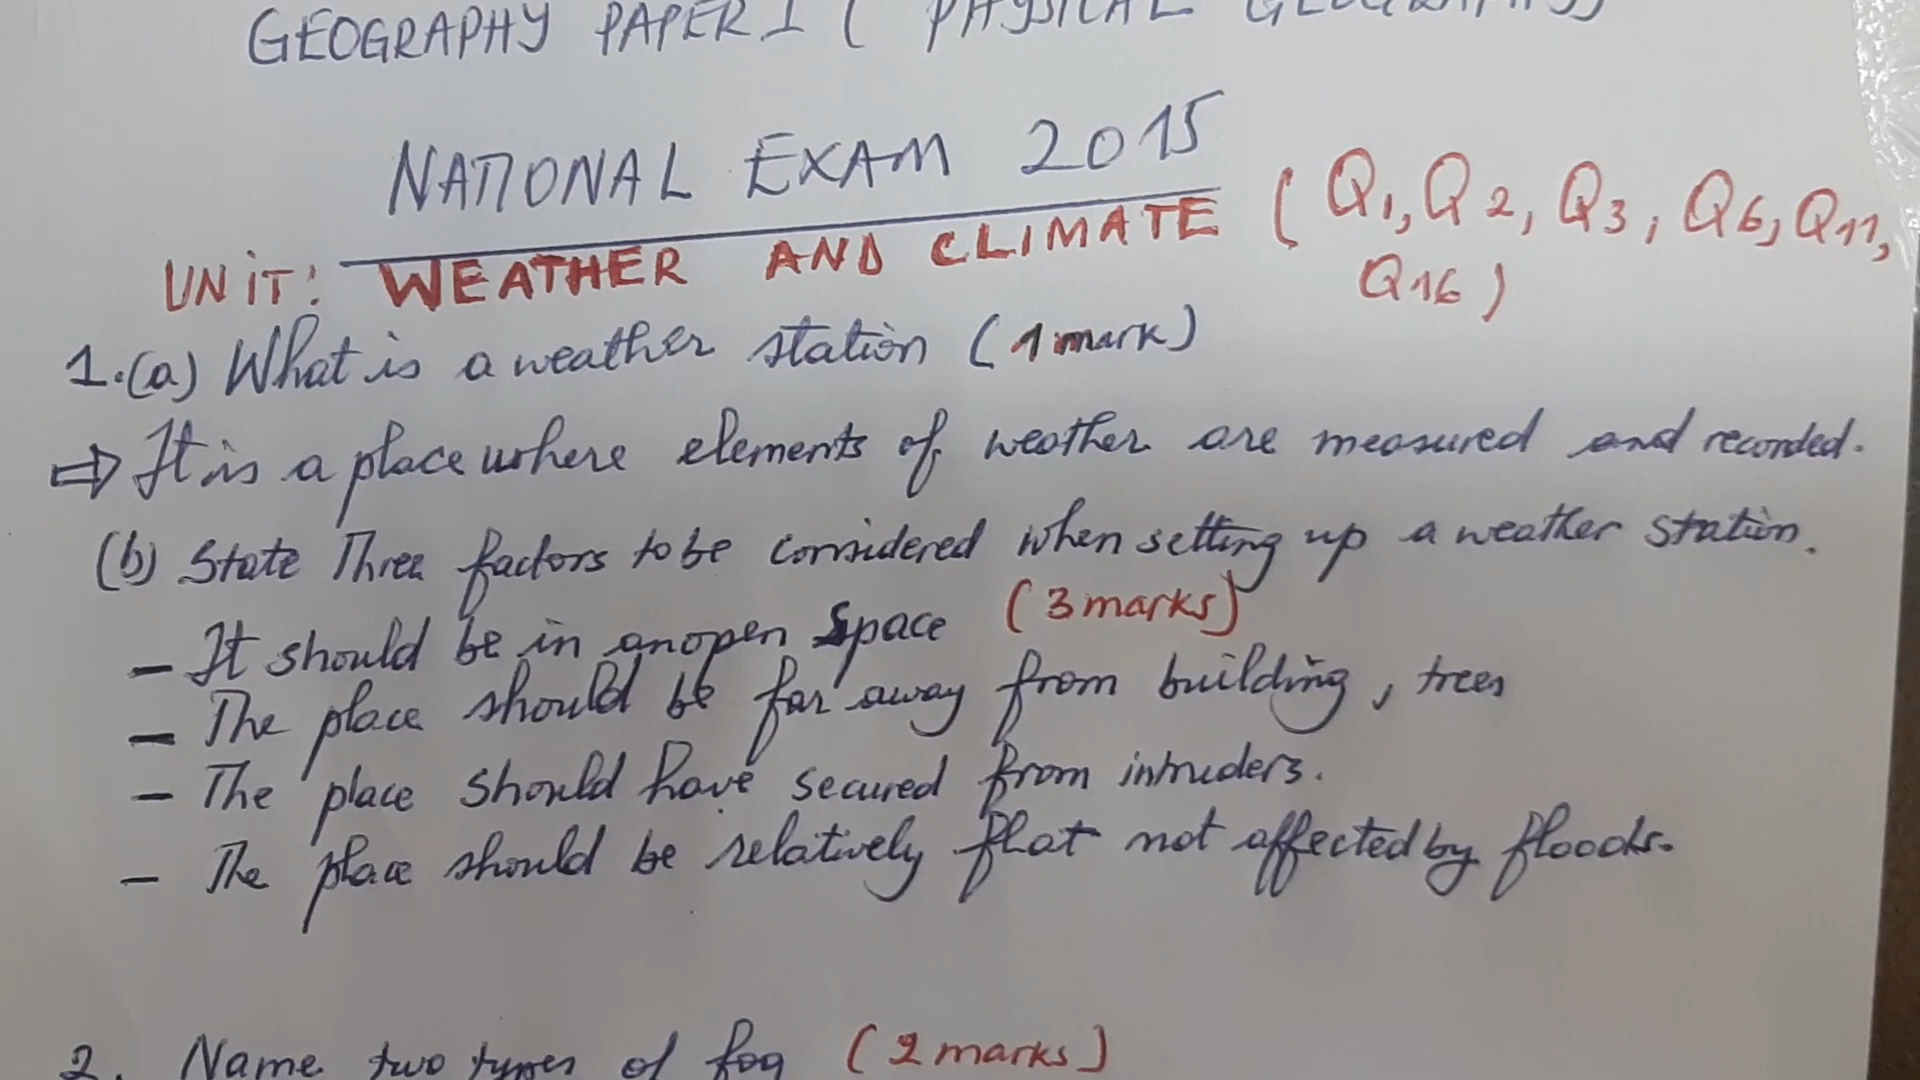 GEOGRAPHY PAPER I ( PHYSICAL GEOGRAPHY)
NATIONAL EXAM 2015
UNIT: WEATHER AND CLIMATE ( Q1, Q2, Q3, Q6, Q11,
Q16)
1.(a) What is a weather station (1 mark)
⇒ It is a place where elements of weather are measured and recorded.
(b) State Three factors to be considered when setting up a weather station.
(3 marks)
- It should be in an open space
- The place should be far away from building, trees
- The place should have secured from intruders.
- The place should be relatively flat not affected by floods.
2. Name two types of fog (2 marks)